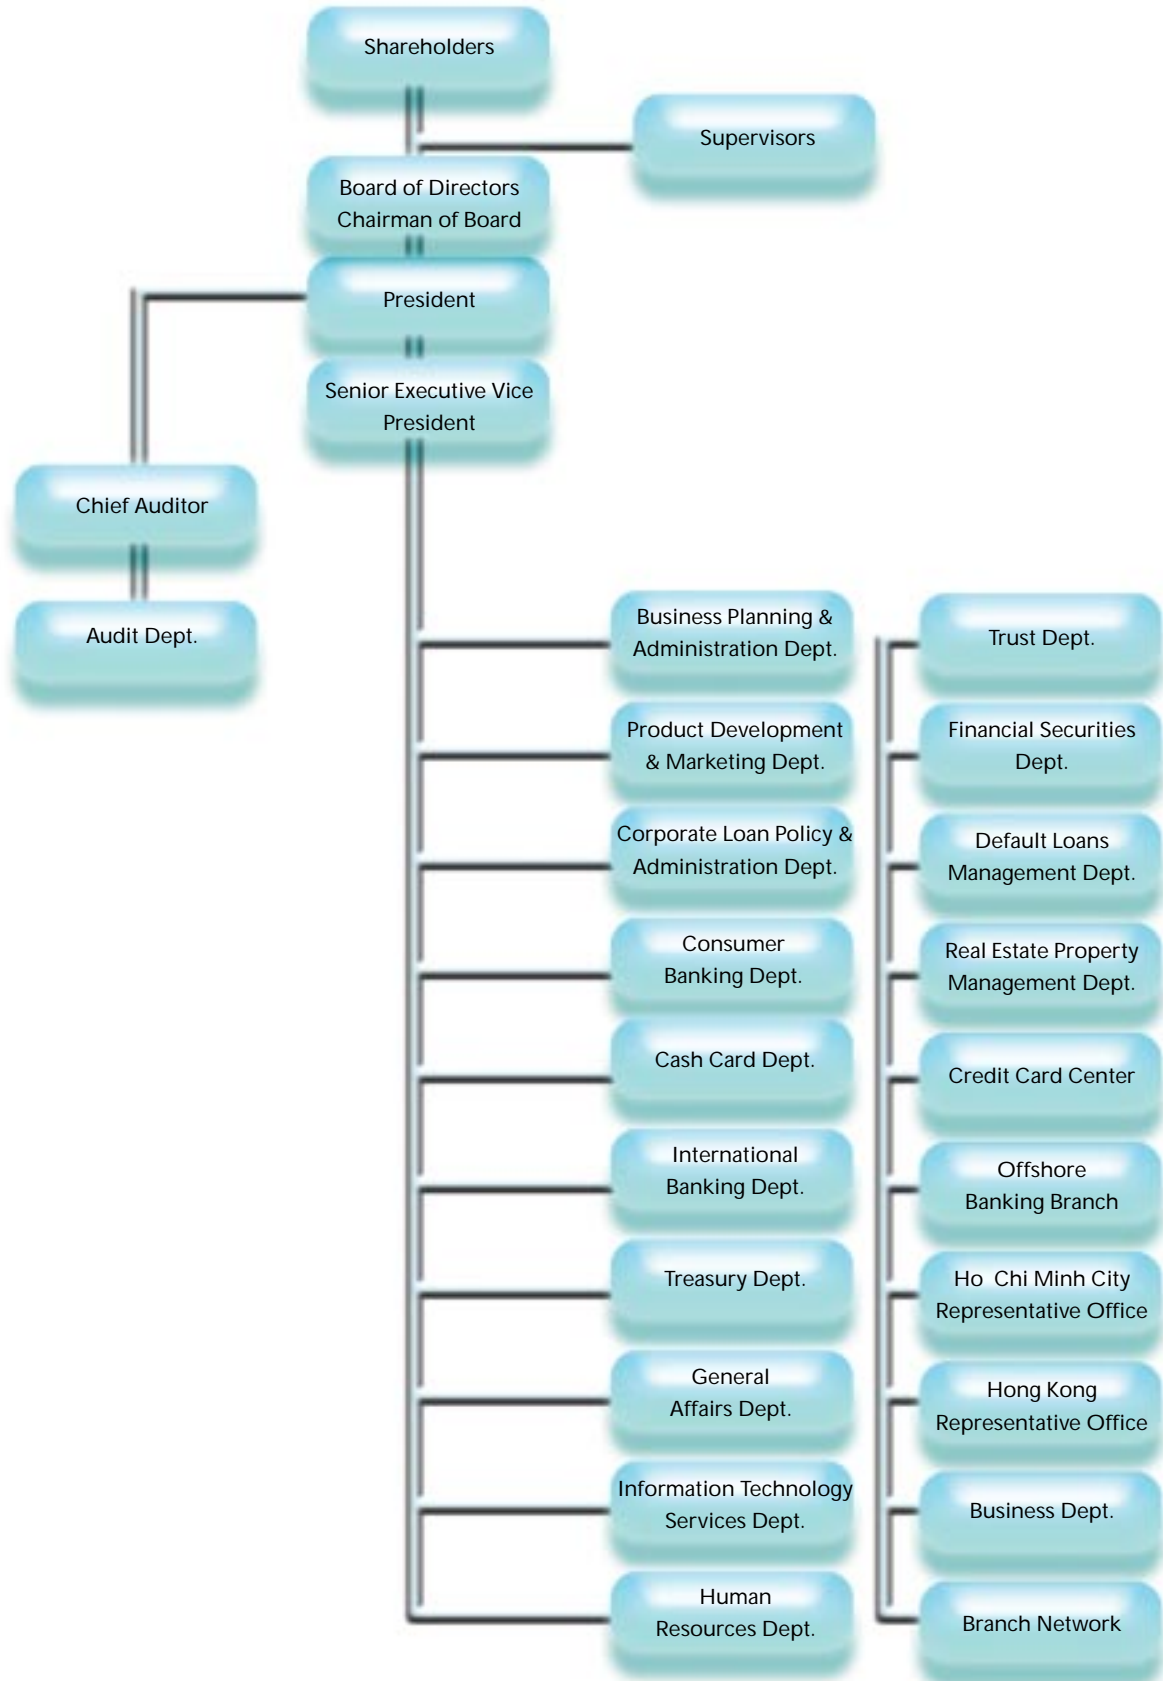 Shareholders
Supervisors
Board of Directors
Chairman of Board
President
Senior Executive Vice
President
Chief Auditor
Audit Dept.
Business Planning &
Administration Dept.
Product Development
& Marketing Dept.
Corporate Loan Policy &
Administration Dept.
Consumer
Banking Dept.
Cash Card Dept.
International
Banking Dept.
Treasury Dept.
General
Affairs Dept.
Information Technology
Services Dept.
Human
Resources Dept.
Trust Dept.
Financial Securities
Dept.
Default Loans
Management Dept.
Real Estate Property
Management Dept.
Credit Card Center
Offshore
Banking Branch
Ho Chi Minh City
Representative Office
Hong Kong
Representative Office
Business Dept.
Branch Network